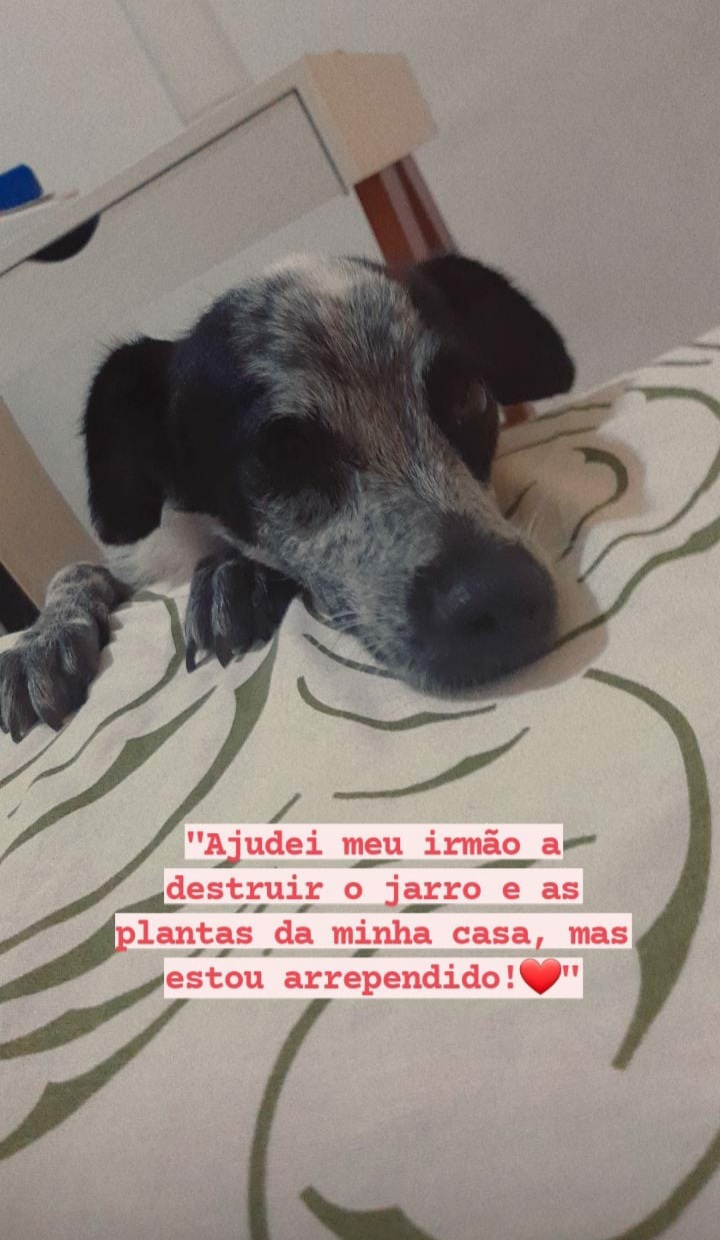 "Ajudei meu irmão a
destruir o jarro e as
plantas da minha casa, mas
estou arrependido!❤️"